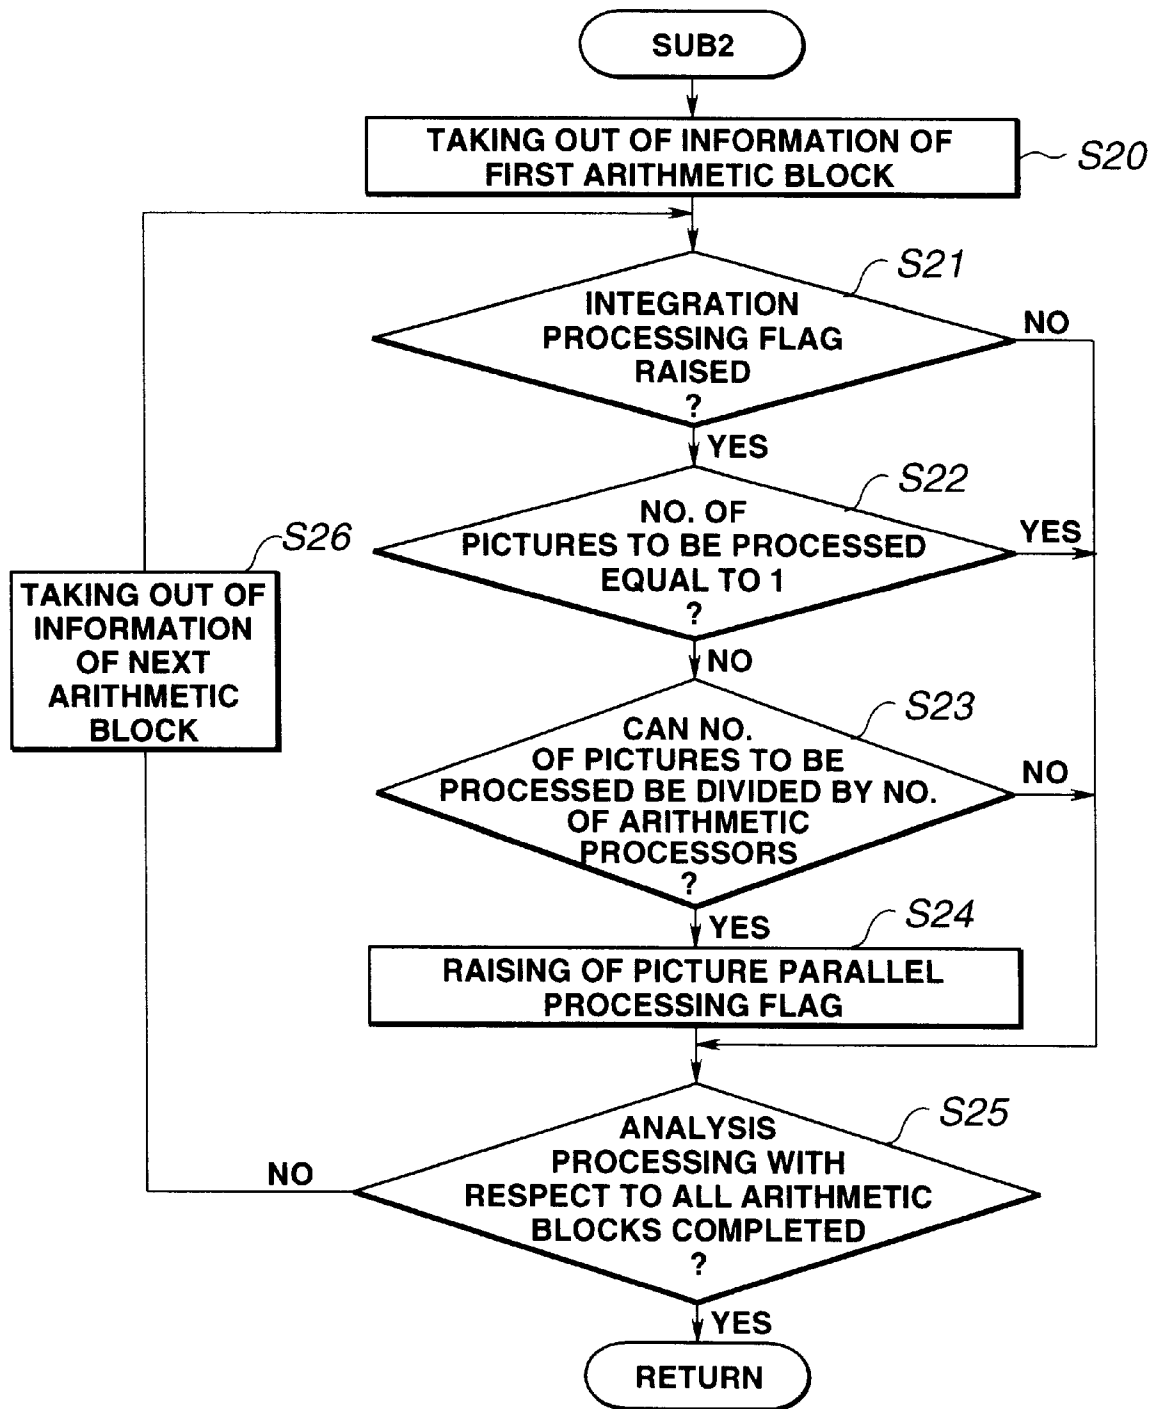 SUB2
TAKING OUT OF INFORMATION OF
FIRST ARITHMETIC BLOCK
S20
S21
INTEGRATION
PROCESSING FLAG
RAISED
?
NO
YES
S22
NO. OF
PICTURES TO BE PROCESSED
EQUAL TO 1
?
YES
NO
S26
TAKING OUT OF
INFORMATION
OF NEXT
ARITHMETIC
BLOCK
S23
CAN NO.
OF PICTURES TO BE
PROCESSED BE DIVIDED BY NO.
OF ARITHMETIC
PROCESSORS
?
NO
YES
S24
RAISING OF PICTURE PARALLEL
PROCESSING FLAG
S25
ANALYSIS
PROCESSING WITH
RESPECT TO ALL ARITHMETIC
BLOCKS COMPLETED
?
NO
YES
RETURN